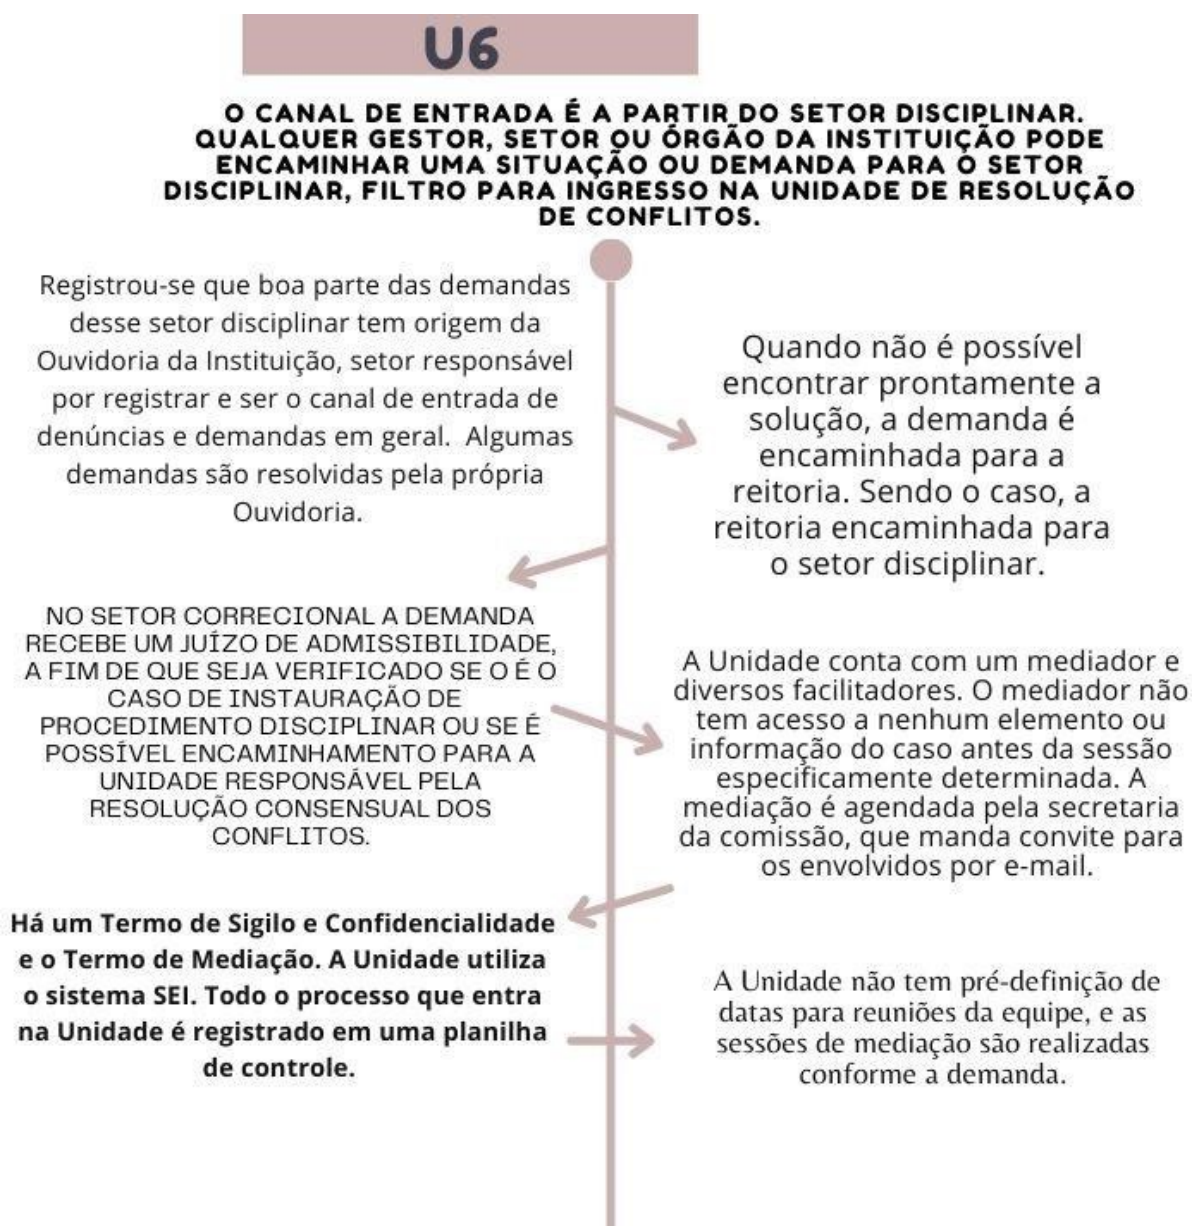 U6
O CANAL DE ENTRADA É A PARTIR DO SETOR DISCIPLINAR.
QUALQUER GESTOR, SETOR OU ÓRGÃO DA INSTITUIÇÃO PODE
ENCAMINHAR UMA SITUAÇÃO OU DEMANDA PARA O SETOR
DISCIPLINAR, FILTRO PARA INGRESSO NA UNIDADE DE RESOLUÇÃO
DE CONFLITOS.
Registrou-se que boa parte das demandas
desse setor disciplinar tem origem da
Ouvidoria da Instituição, setor responsável
por registrar e ser o canal de entrada de
denúncias e demandas em geral. Algumas
demandas são resolvidas pela própria
Ouvidoria.
Quando não é possível
encontrar prontamente a
solução, a demanda é
encaminhada para a
reitoria. Sendo o caso, a
reitoria encaminhada para
o setor disciplinar.
NO SETOR CORRECIONAL A DEMANDA
RECEBE UM JUÍZO DE ADMISSIBILIDADE,
A FIM DE QUE SEJA VERIFICADO SE O É O
CASO DE INSTAURAÇÃO DE
PROCEDIMENTO DISCIPLINAR OU SE É
POSSÍVEL ENCAMINHAMENTO PARA A
UNIDADE RESPONSÁVEL PELA
RESOLUÇÃO CONSENSUAL DOS
CONFLITOS.
A Unidade conta com um mediador e
diversos facilitadores. O mediador não
tem acesso a nenhum elemento ou
informação do caso antes da sessão
especificamente determinada. A
mediação é agendada pela secretaria
da comissão, que manda convite para
os envolvidos por e-mail.
Há um Termo de Sigilo e Confidencialidade
e o Termo de Mediação. A Unidade utiliza
o sistema SEI. Todo o processo que entra
na Unidade é registrado em uma planilha
de controle.
A Unidade não tem pré-definição de
datas para reuniões da equipe, e as
sessões de mediação são realizadas
conforme a demanda.